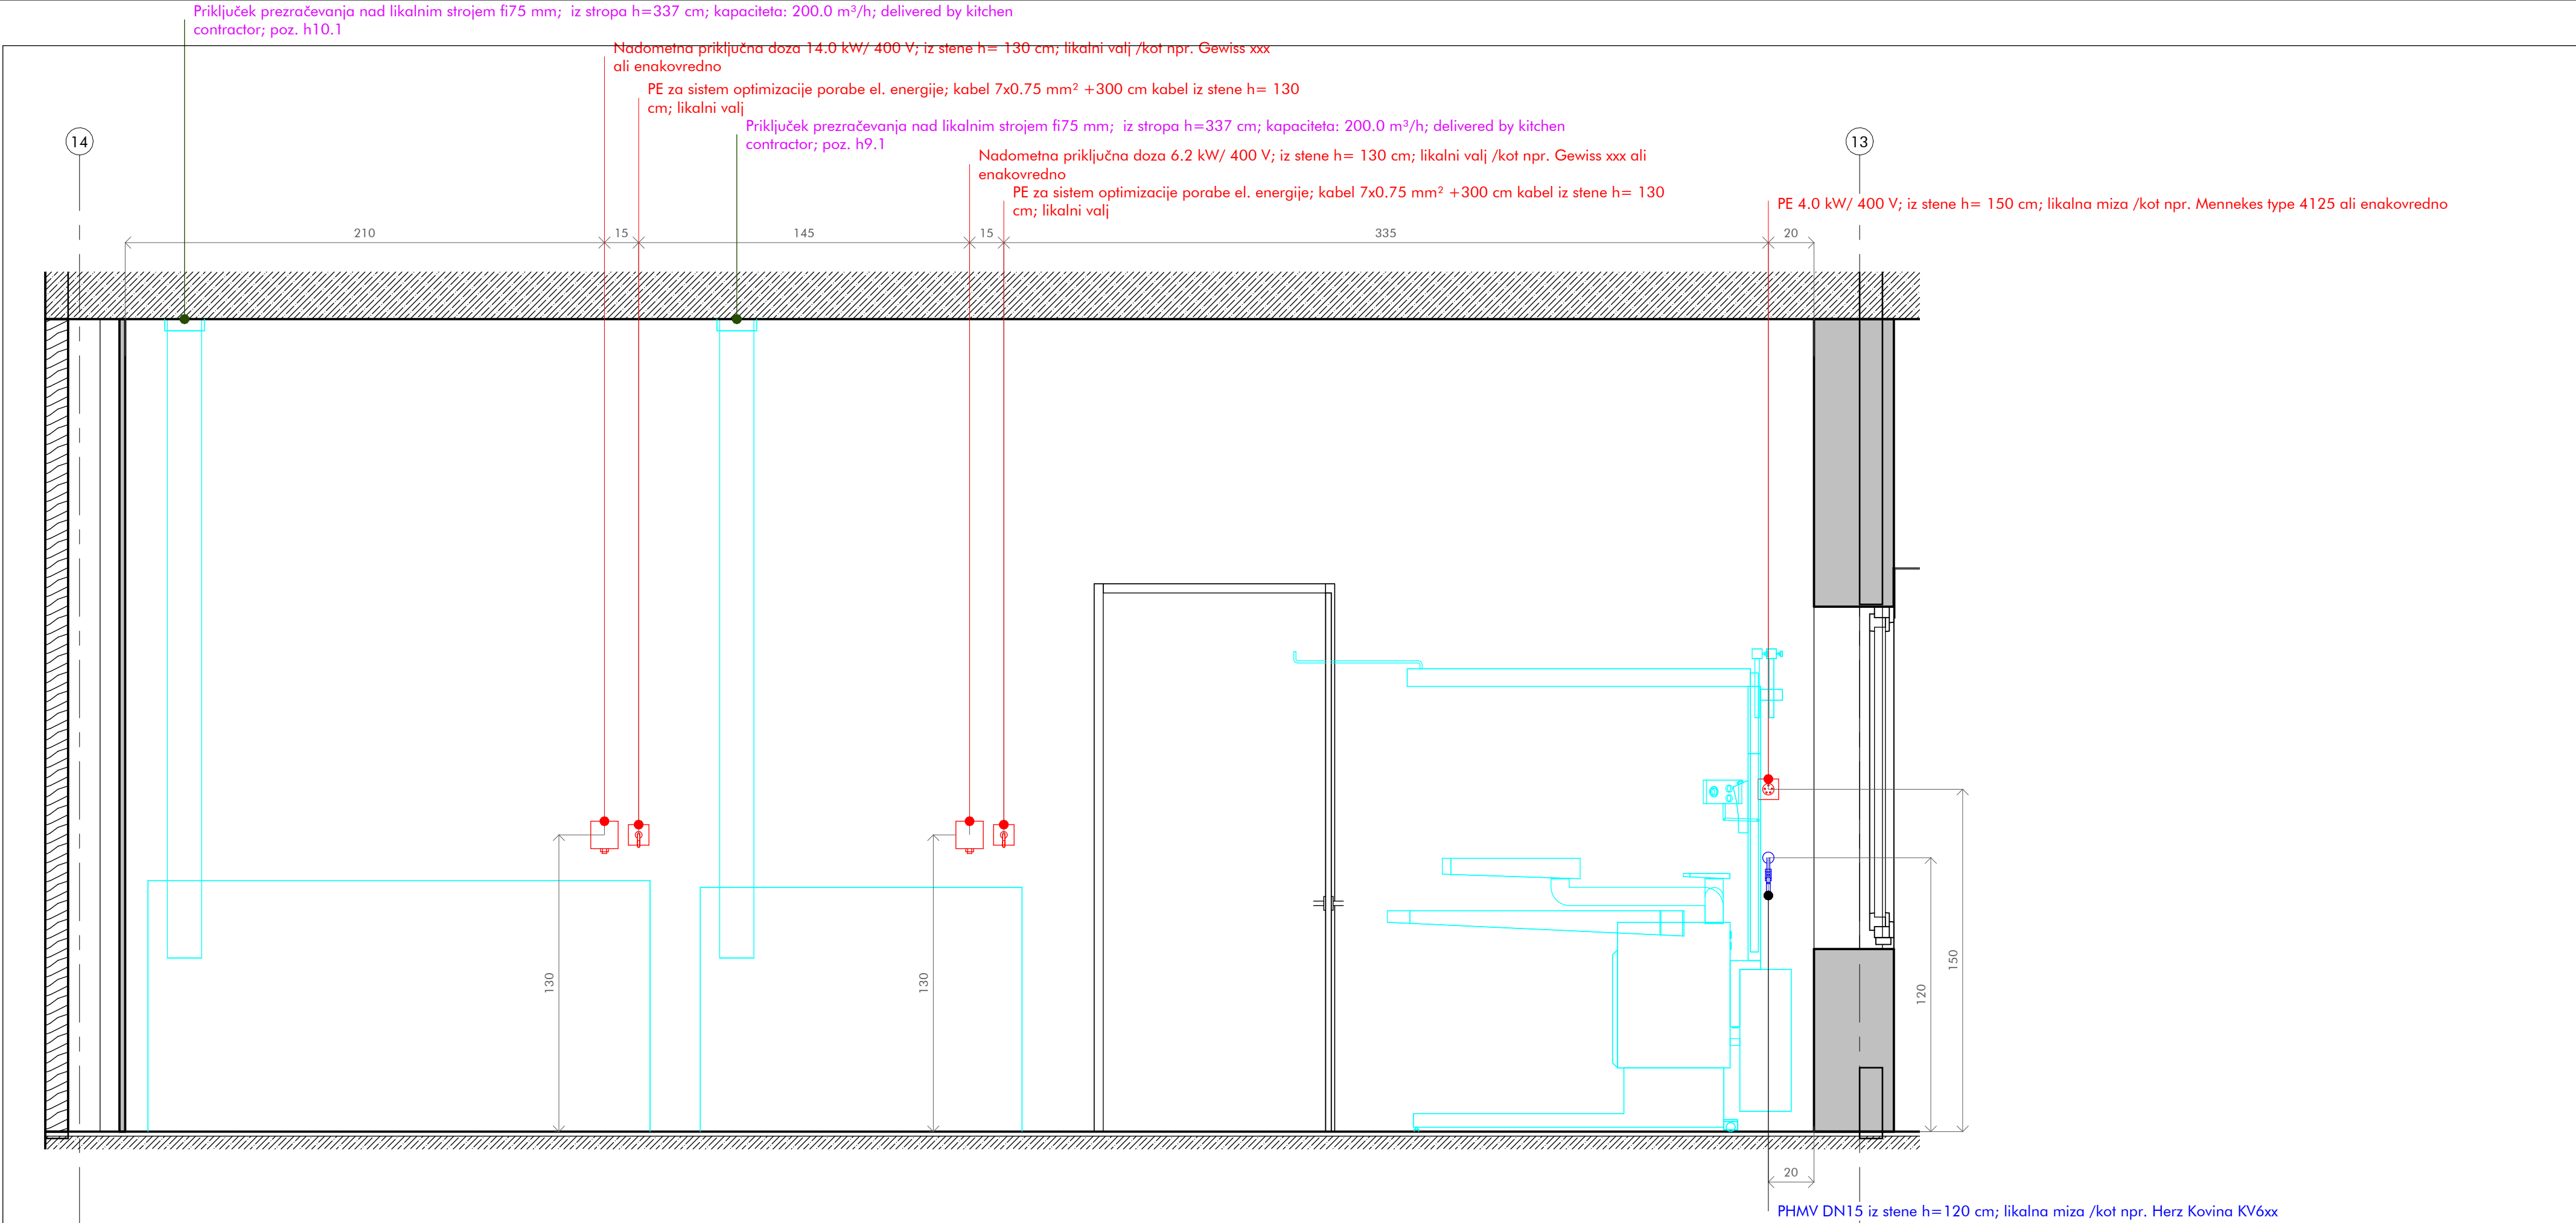 Priključek prezračevanja nad likalnim strojem fi75 mm;  iz stropa h=337 cm; kapaciteta: 200.0 m³/h; delivered by kitchen
contractor; poz. h10.1
Nadometna priključna doza 14.0 kW/ 400 V; iz stene h= 130 cm; likalni valj /kot npr. Gewiss xxx
ali enakovredno
PE za sistem optimizacije porabe el. energije; kabel 7x0.75 mm² +300 cm kabel iz stene h= 130
cm; likalni valj
Priključek prezračevanja nad likalnim strojem fi75 mm;  iz stropa h=337 cm; kapaciteta: 200.0 m³/h; delivered by kitchen
contractor; poz. h9.1
14
13
Nadometna priključna doza 6.2 kW/ 400 V; iz stene h= 130 cm; likalni valj /kot npr. Gewiss xxx ali
enakovredno
PE za sistem optimizacije porabe el. energije; kabel 7x0.75 mm² +300 cm kabel iz stene h= 130
cm; likalni valj
PE 4.0 kW/ 400 V; iz stene h= 150 cm; likalna miza /kot npr. Mennekes type 4125 ali enakovredno
210
15
145
15
335
20
130
130
120
150
20
PHMV DN15 iz stene h=120 cm; likalna miza /kot npr. Herz Kovina KV6xx